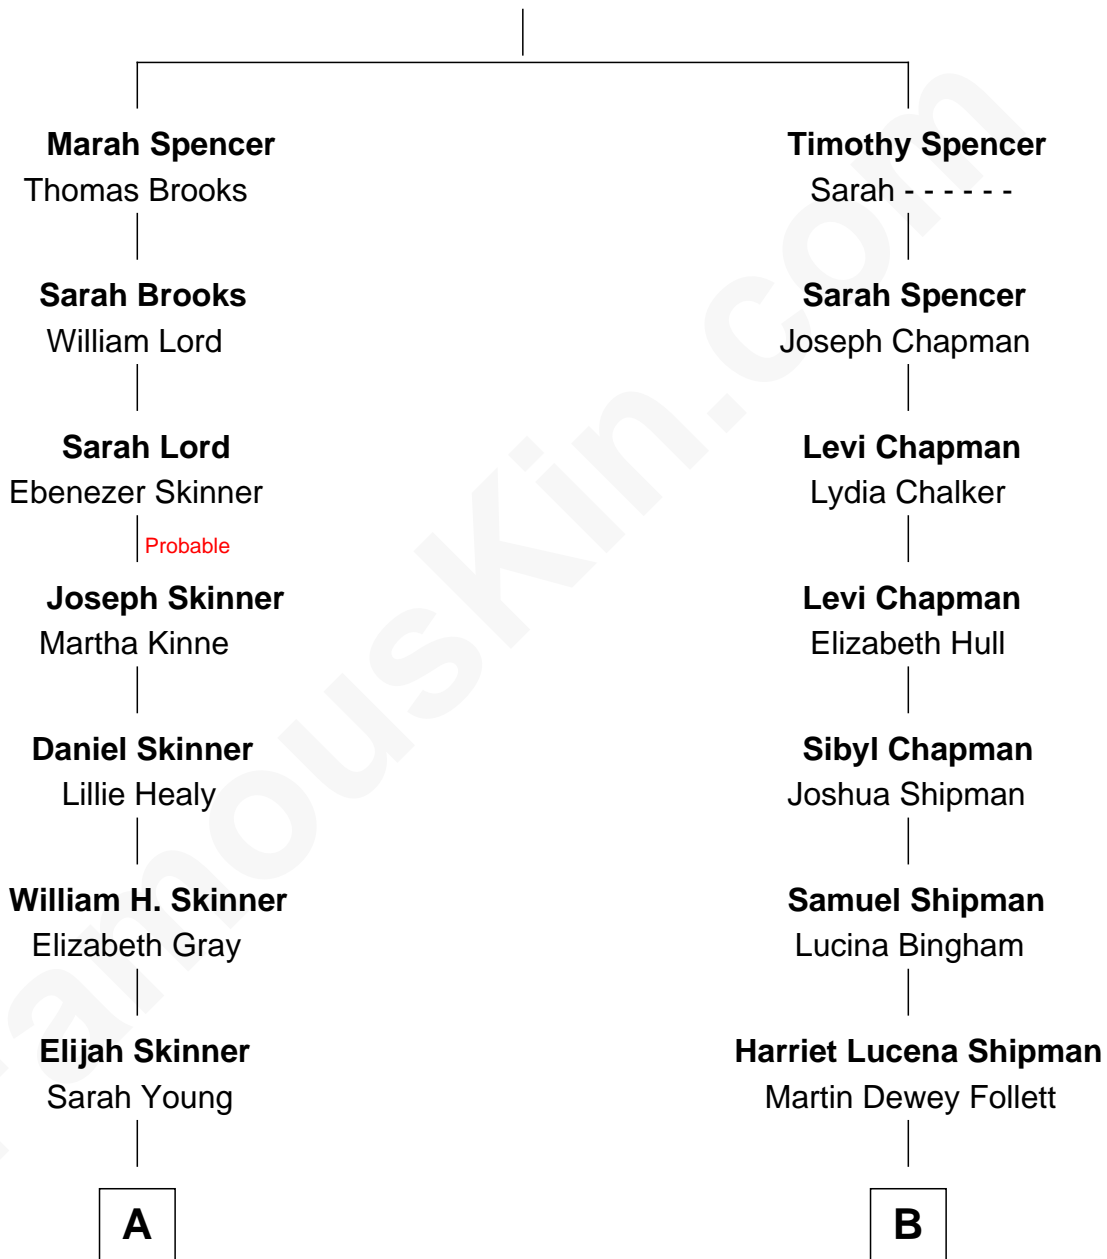 Marah Spencer
Thomas Brooks
Sarah Brooks
William Lord
Sarah Lord
Ebenezer Skinner
Probable
Joseph Skinner
Martha Kinne
Daniel Skinner
Lillie Healy
William H. Skinner
Elizabeth Gray
Elijah Skinner
Sarah Young
A
Timothy Spencer
Sarah - - - - - -
Sarah Spencer
Joseph Chapman
Levi Chapman
Lydia Chalker
Levi Chapman
Elizabeth Hull
Sibyl Chapman
Joshua Shipman
Samuel Shipman
Lucina Bingham
Harriet Lucena Shipman
Martin Dewey Follett
B
FamousKin.com